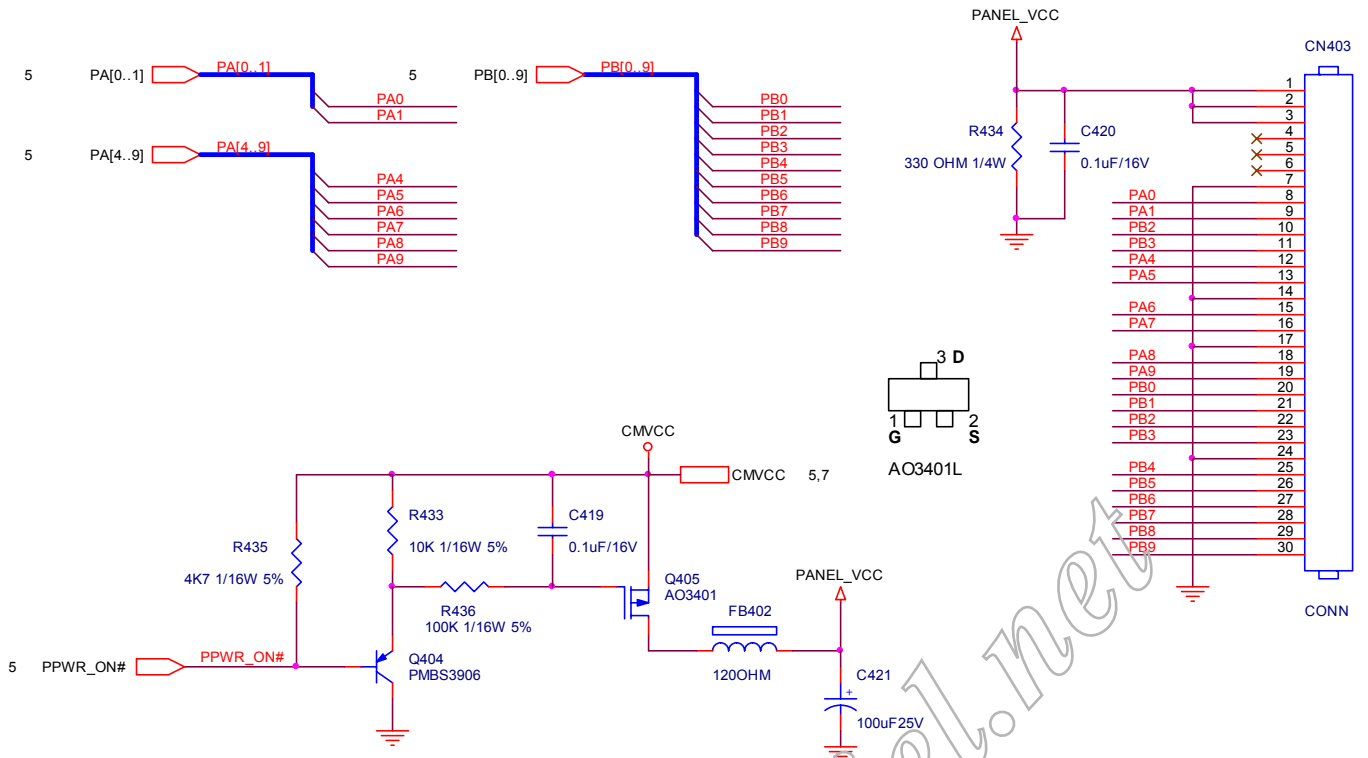 PANEL_VCC
CN403
5 PA[0..1] PA[0..1]
5 PB[0..9] PB[0..9]
PA0
PA1
5 PA[4..9]
PA[4..9]
PA4
PA5
PA6
PA7
PA8
PA9
PB0
PB1
PB2
PB3
PB4
PB5
PB6
PB7
PB8
PB9
R434
330 OHM 1/4W
C420
0.1uF/16V
1
2
3
4
5
6
7
PA0 8
PA1 9
PB2 10
PB3 11
PA4 12
PA5 13
14
PA6 15
PA7 16
17
PA8 18
PA9 19
PB0 20
PB1 21
PB2 22
PB3 23
24
PB4 25
PB5 26
PB6 27
PB7 28
PB8 29
PB9 30
CONN
3 D
1 2
G S
AO3401L
CMVCC
CMVCC 5,7
R433
10K 1/16W 5%
C419
0.1uF/16V
R435
4K7 1/16W 5%
R436
100K 1/16W 5%
Q405
AO3401
FB402
120OHM
PANEL_VCC
5 PPWR_ON# PPWR_ON#
Q404
PMBS3906
C421
+
100uF25V
el.net